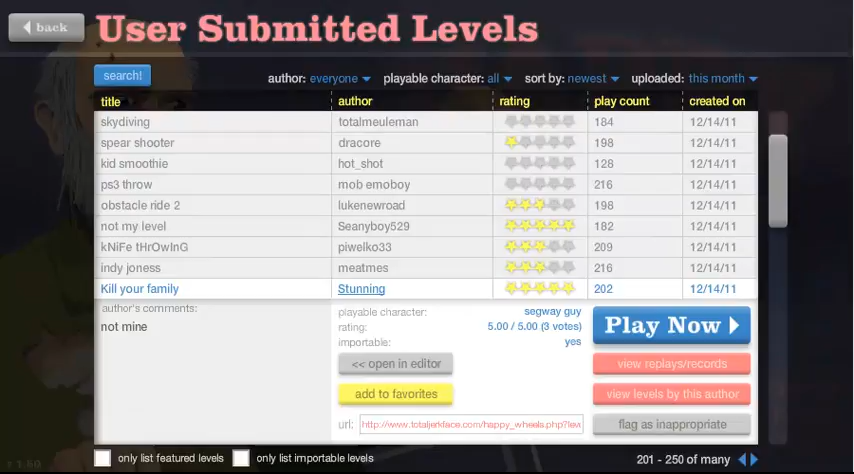 back
User Submitted Levels
search!
author: everyone playable character: all sort by: newest uploaded: this month
title author rating play count created on
skydiving totalmeuleman 184 12/14/11
spear shooter dracore 198 12/14/11
kid smoothie hot_shot 128 12/14/11
ps3 throw mob emoboy 216 12/14/11
obstacle ride 2 lukenewroad 198 12/14/11
not my level Seanyboy529 182 12/14/11
kNiFe tHrOwInG piwelko33 209 12/14/11
indy joness meatmes 216 12/14/11
Kill your family Stunning 202 12/14/11
author's comments:
not mine
playable character: segway guy
rating: 5.00 / 5.00 (3 votes)
importable: yes
<< open in editor
add to favorites
url: http://www.totaljerkface.com/happy_wheels.php?leve
Play Now
view replays/records
view levels by this author
flag as inappropriate
only list featured levels only list importable levels
201 - 250 of many
v 1.50